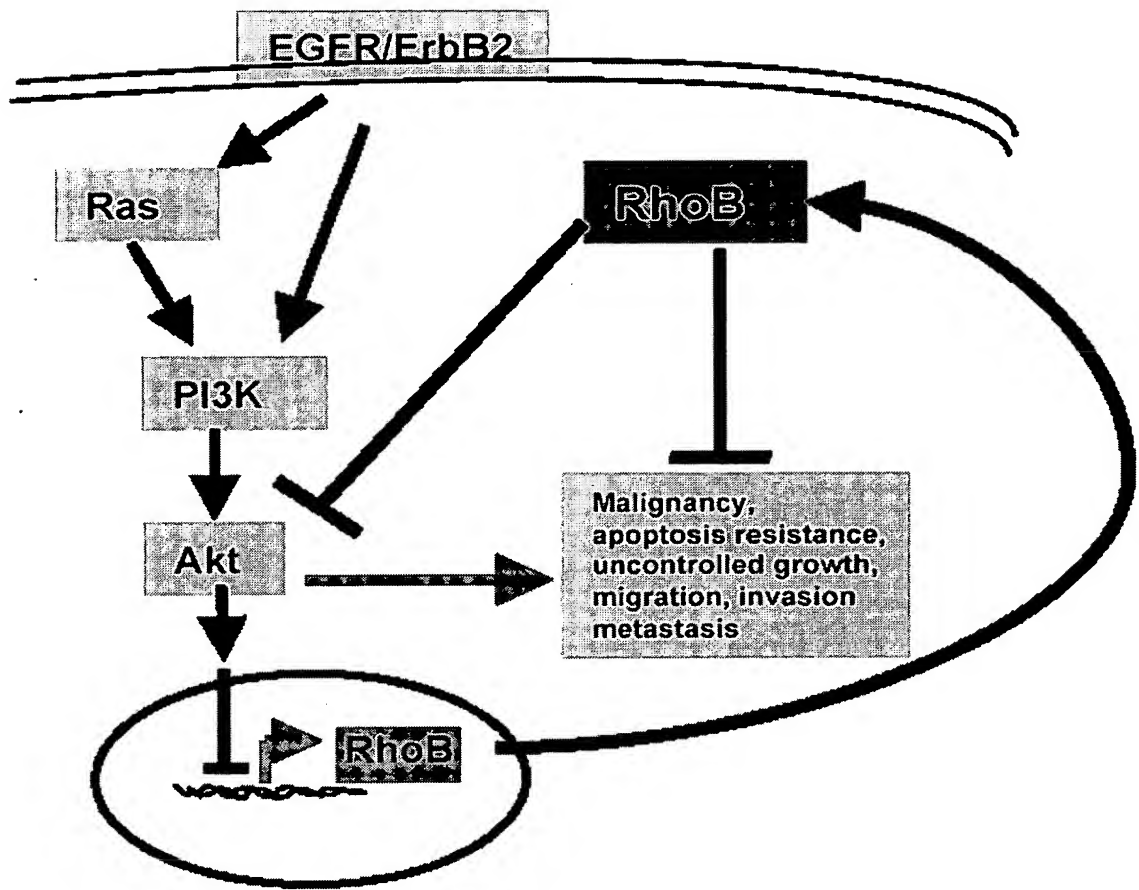 EGFR/ErbB2
Ras
RhoB
PI3K
Malignancy,
apoptosis resistance,
uncontrolled growth,
migration, invasion
metastasis
Akt
RhoB